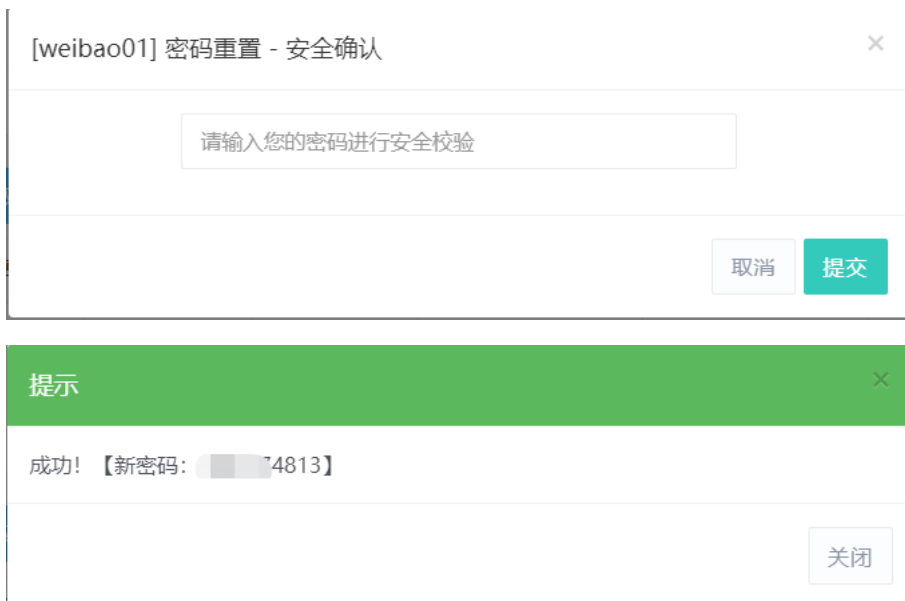 [weibao01] 密码重置 - 安全确认
请输入您的密码进行安全校验
取消 提交
提示
成功！【新密码： 4813】
关闭